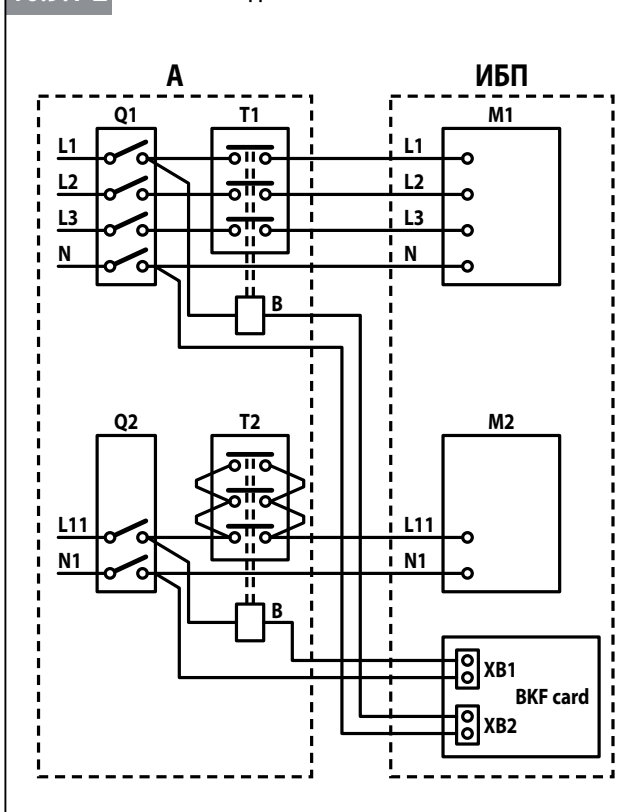 A ИБП
Q1 T1 M1
L1 L1
L2 L2
L3 L3
N N
B
Q2 T2 M2
L11 L11
N1 N1
B
XB1
BKF card
XB2